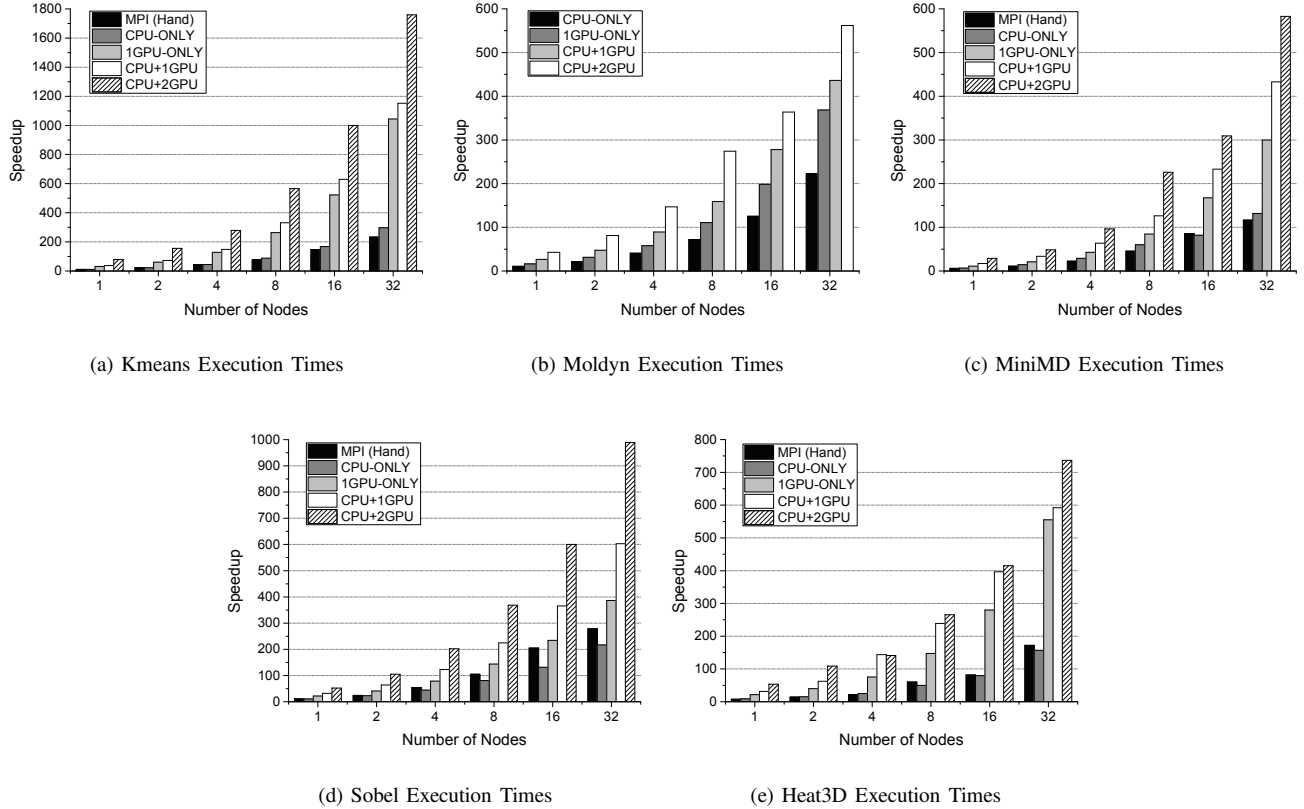 1800
1600
1400
1200
1000
800
600
400
200
0
Speedup
MPI (Hand)
CPU-ONLY
1GPU-ONLY
CPU+1GPU
CPU+2GPU
1 2 4 8 16 32
Number of Nodes
(a) Kmeans Execution Times
600
500
400
300
200
100
0
Speedup
CPU-ONLY
1GPU-ONLY
CPU+1GPU
CPU+2GPU
1 2 4 8 16 32
Number of Nodes
(b) Moldyn Execution Times
600
500
400
300
200
100
0
Speedup
MPI (Hand)
CPU-ONLY
1GPU-ONLY
CPU+1GPU
CPU+2GPU
1 2 4 8 16 32
Number of Nodes
(c) MiniMD Execution Times
1000
900
800
700
600
500
400
300
200
100
0
Speedup
MPI (Hand)
CPU-ONLY
1GPU-ONLY
CPU+1GPU
CPU+2GPU
1 2 4 8 16 32
Number of Nodes
(d) Sobel Execution Times
800
700
600
500
400
300
200
100
0
Speedup
MPI (Hand)
CPU-ONLY
1GPU-ONLY
CPU+1GPU
CPU+2GPU
1 2 4 8 16 32
Number of Nodes
(e) Heat3D Execution Times